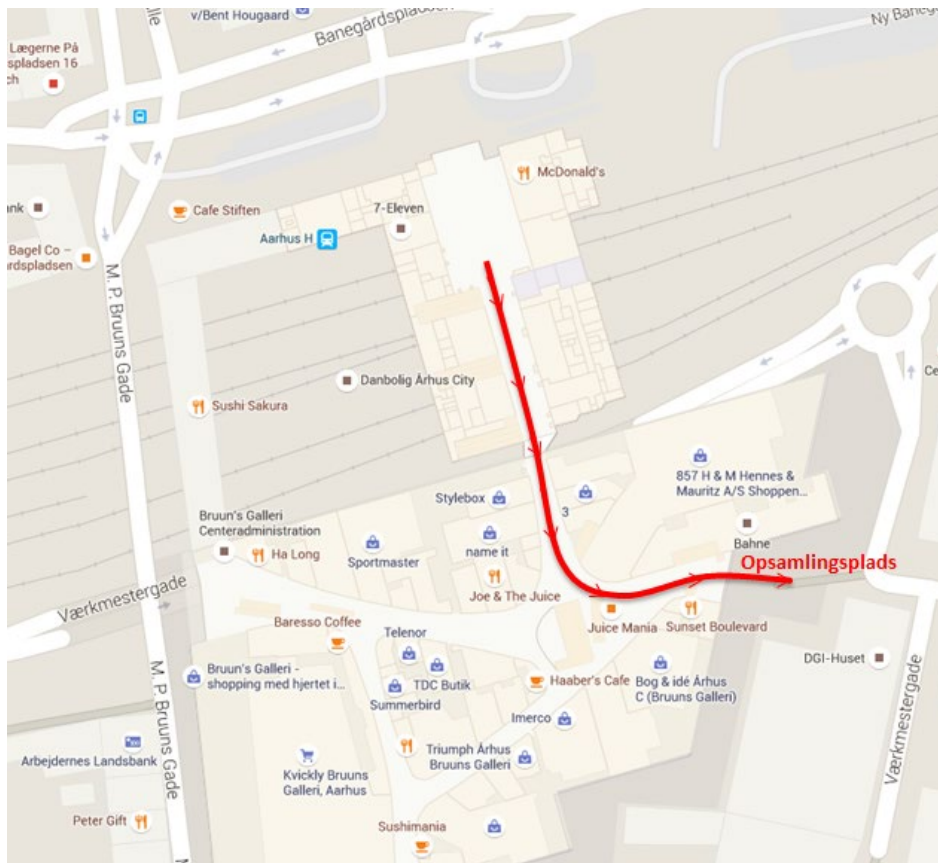 v/Bent Hougaard
Banegårdspladsen
Ny Baneg
Lægerne På
spladsen 16
ch
McDonald's
nk
Cafe Stiften
7-Eleven
Aarhus H
Bagel Co –
rdspladsen
M. P. Bruuns Gade
Ce
Danbolig Århus City
Sushi Sakura
857 H & M Hennes &
Mauritz A/S Shoppen...
Stylebox
3
Bruun's Galleri
Centeradministration
Ha Long
Sportmaster
name it
Bahne
Opsamlingsplads
Joe & The Juice
Værkmestergade
Baresso Coffee
Juice Mania
Sunset Boulevard
Telenor
DGI-Huset
Bruun's Galleri -
shopping med hjertet i...
TDC Butik
Summerbird
Haaber's Cafe
Bog & idé Århus
C (Bruuns Galleri)
Imerco
M. P. Bruuns Gade
Værkmestergade
Arbejdernes Landsbank
Triumph Århus
Bruuns Galleri
Kvickly Bruuns
Galleri, Aarhus
Peter Gift
Sushimania